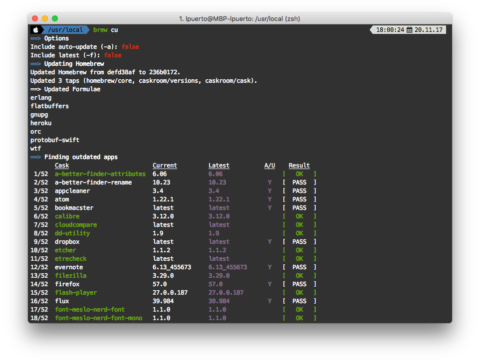 1. lpuerto@MBP-lpuerto: /usr/local (zsh)
/usr/local brew cu 18:00:24 20.11.17
==> Options
Include auto-update (-a): false
Include latest (-f): false
==> Updating Homebrew
Updated Homebrew from defd38af to 236b0172.
Updated 3 taps (homebrew/core, caskroom/versions, caskroom/cask).
==> Updated Formulae
erlang
flatbuffers
gnupg
heroku
orc
protobuf-swift
wtf
==> Finding outdated apps
Cask Current Latest A/U Result
1/52 a-better-finder-attributes 6.06 6.06 [ OK ]
2/52 a-better-finder-rename 10.23 10.23 Y [ PASS ]
3/52 appcleaner 3.4 3.4 Y [ PASS ]
4/52 atom 1.22.1 1.22.1 Y [ PASS ]
5/52 bookmacster latest latest Y [ PASS ]
6/52 calibre 3.12.0 3.12.0 [ OK ]
7/52 cloudcompare latest latest [ OK ]
8/52 dd-utility 1.9 1.9 [ OK ]
9/52 dropbox latest latest Y [ PASS ]
10/52 etcher 1.1.2 1.1.2 [ OK ]
11/52 etrecheck latest latest [ OK ]
12/52 evernote 6.13_455673 6.13_455673 Y [ PASS ]
13/52 filezilla 3.29.0 3.29.0 [ OK ]
14/52 firefox 57.0 57.0 Y [ PASS ]
15/52 flash-player 27.0.0.187 27.0.0.187 [ OK ]
16/52 flux 39.984 39.984 Y [ PASS ]
17/52 font-meslo-nerd-font 1.1.0 1.1.0 [ OK ]
18/52 font-meslo-nerd-font-mono 1.1.0 1.1.0 [ OK ]